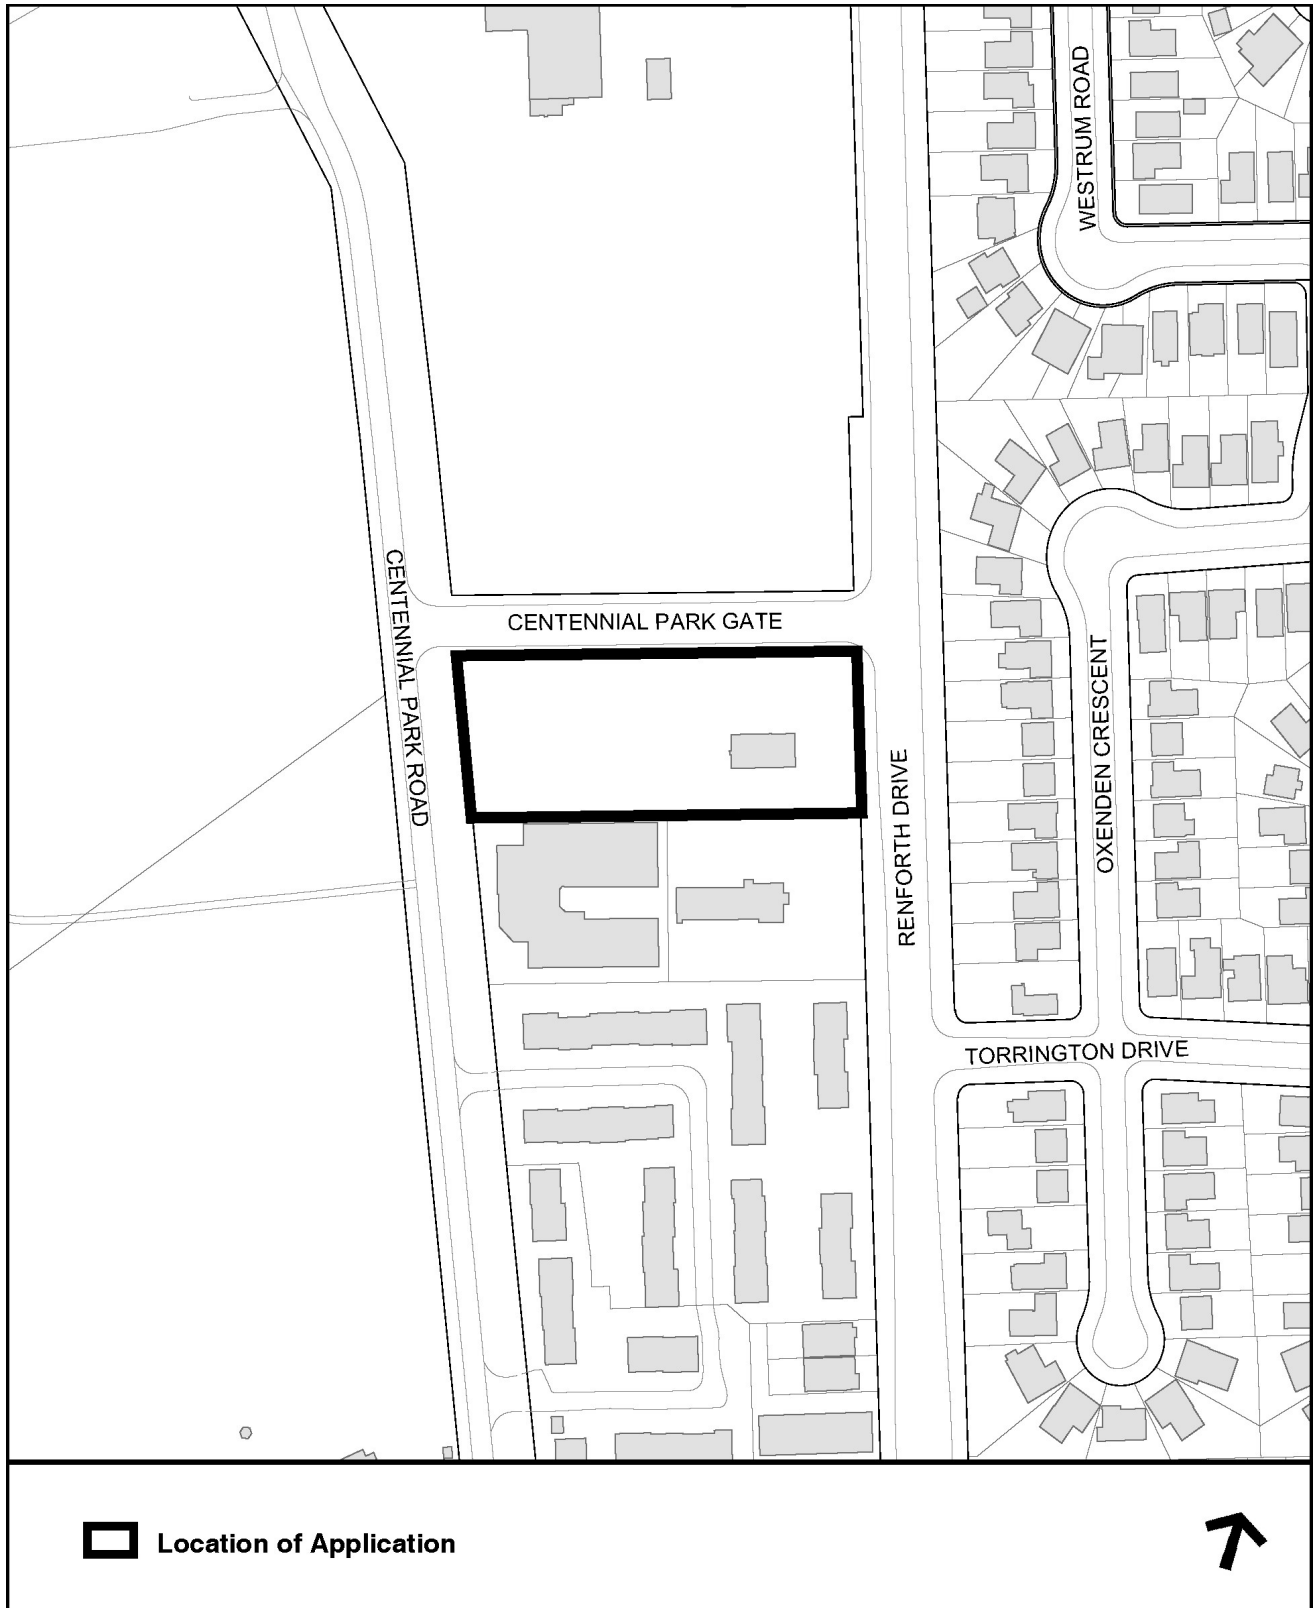 WESTRUM ROAD
CENTENNIAL PARK GATE
CENTENNIAL PARK ROAD
OXENDEN CRESCENT
RENFORTH DRIVE
TORRINGTON DRIVE
Location of Application